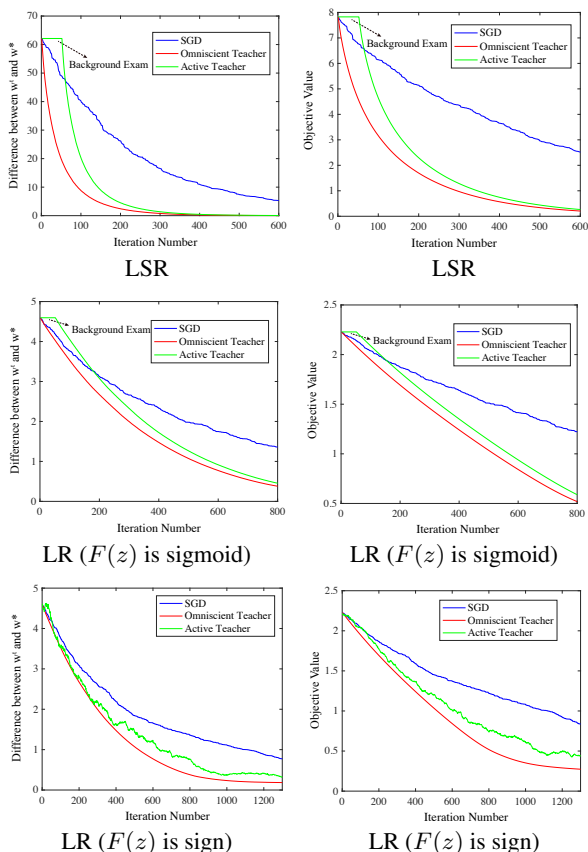 70
60
50
40
30
20
10
0
0 100 200 300 400 500 600
Difference between wᵗ and w*
Iteration Number
SGD
Omniscient Teacher
Active Teacher
Background Exam
LSR
8
7
6
5
4
3
2
1
0
0 100 200 300 400 500 600
Objective Value
Iteration Number
SGD
Omniscient Teacher
Active Teacher
Background Exam
LSR
5
4
3
2
1
0
0 200 400 600 800
Difference between wᵗ and w*
Iteration Number
SGD
Omniscient Teacher
Active Teacher
Background Exam
LR (F(z) is sigmoid)
2.5
2
1.5
1
0.5
0 200 400 600 800
Objective Value
Iteration Number
SGD
Omniscient Teacher
Active Teacher
Background Exam
LR (F(z) is sigmoid)
5
4
3
2
1
0
0 200 400 600 800 1000 1200
Difference between wᵗ and w*
Iteration Number
SGD
Omniscient Teacher
Active Teacher
LR (F(z) is sign)
2.5
2
1.5
1
0.5
0
0 200 400 600 800 1000 1200
Objective Value
Iteration Number
SGD
Omniscient Teacher
Active Teacher
LR (F(z) is sign)